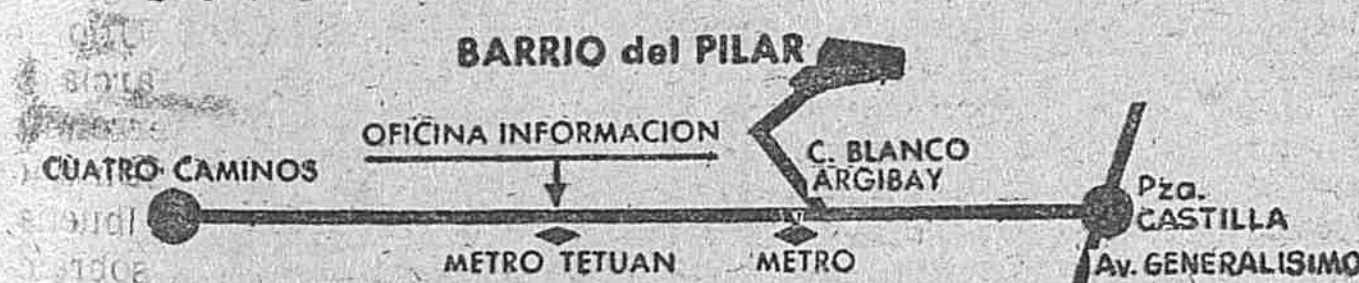 BARRIO del PILAR
OFICINA INFORMACION
CUATRO CAMINOS
C. BLANCO
ARGIBAY
Pza.
CASTILLA
METRO TETUAN
METRO
Av. GENERALISIMO